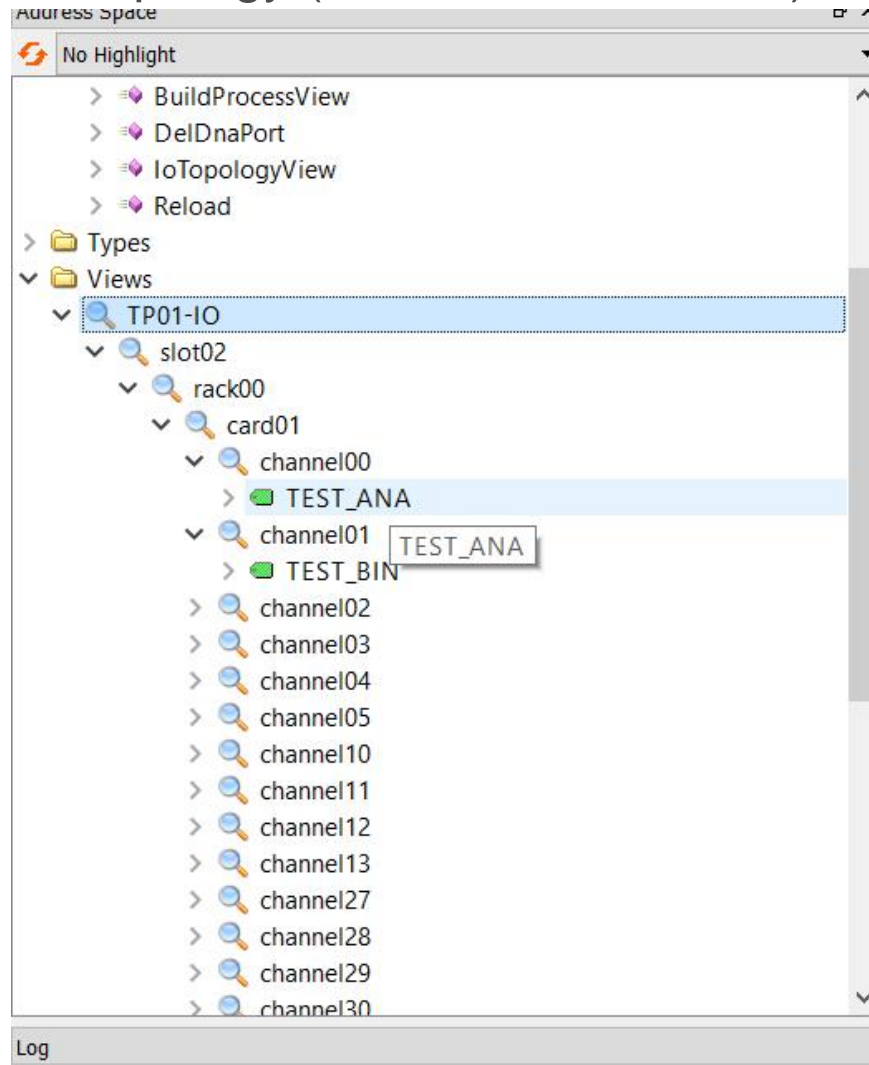 Address Space
No Highlight
BuildProcessView
DelDnaPort
IoTopologyView
Reload
Types
Views
TP01-IO
slot02
rack00
card01
channel00
TEST_ANA
channel01
TEST_ANA
TEST_BIN
channel02
channel03
channel04
channel05
channel10
channel11
channel12
channel13
channel27
channel28
channel29
channel30
Log